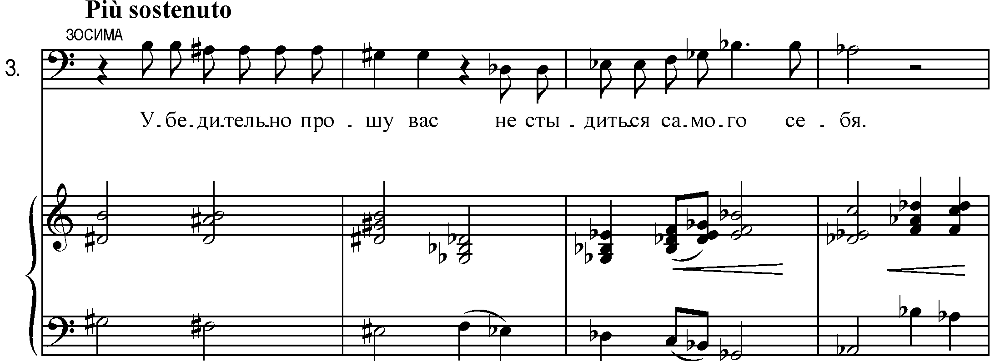 Più sostenuto
ЗОСИМА
3.
У-бе-ди-тель-но про - шу вас не сты - дить-ся са-мо-го се - бя.